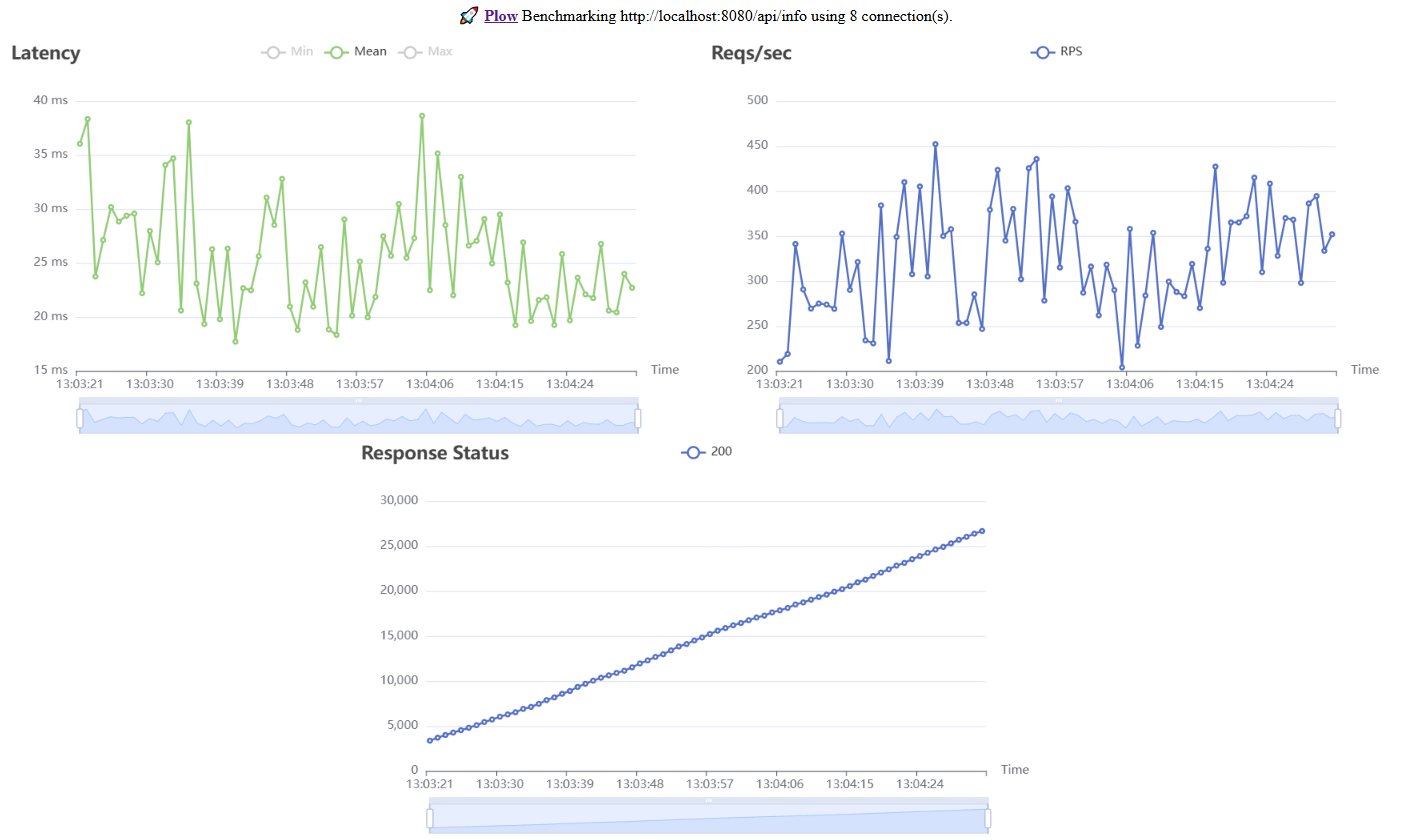 🚀 Plow Benchmarking http://localhost:8080/api/info using 8 connection(s).
Latency
Min Mean Max
40 ms
35 ms
30 ms
25 ms
20 ms
15 ms
13:03:21 13:03:30 13:03:39 13:03:48 13:03:57 13:04:06 13:04:15 13:04:24
Time
Reqs/sec
RPS
500
450
400
350
300
250
200
13:03:21 13:03:30 13:03:39 13:03:48 13:03:57 13:04:06 13:04:15 13:04:24
Time
Response Status
200
30,000
25,000
20,000
15,000
10,000
5,000
0
13:03:21 13:03:30 13:03:39 13:03:48 13:03:57 13:04:06 13:04:15 13:04:24
Time